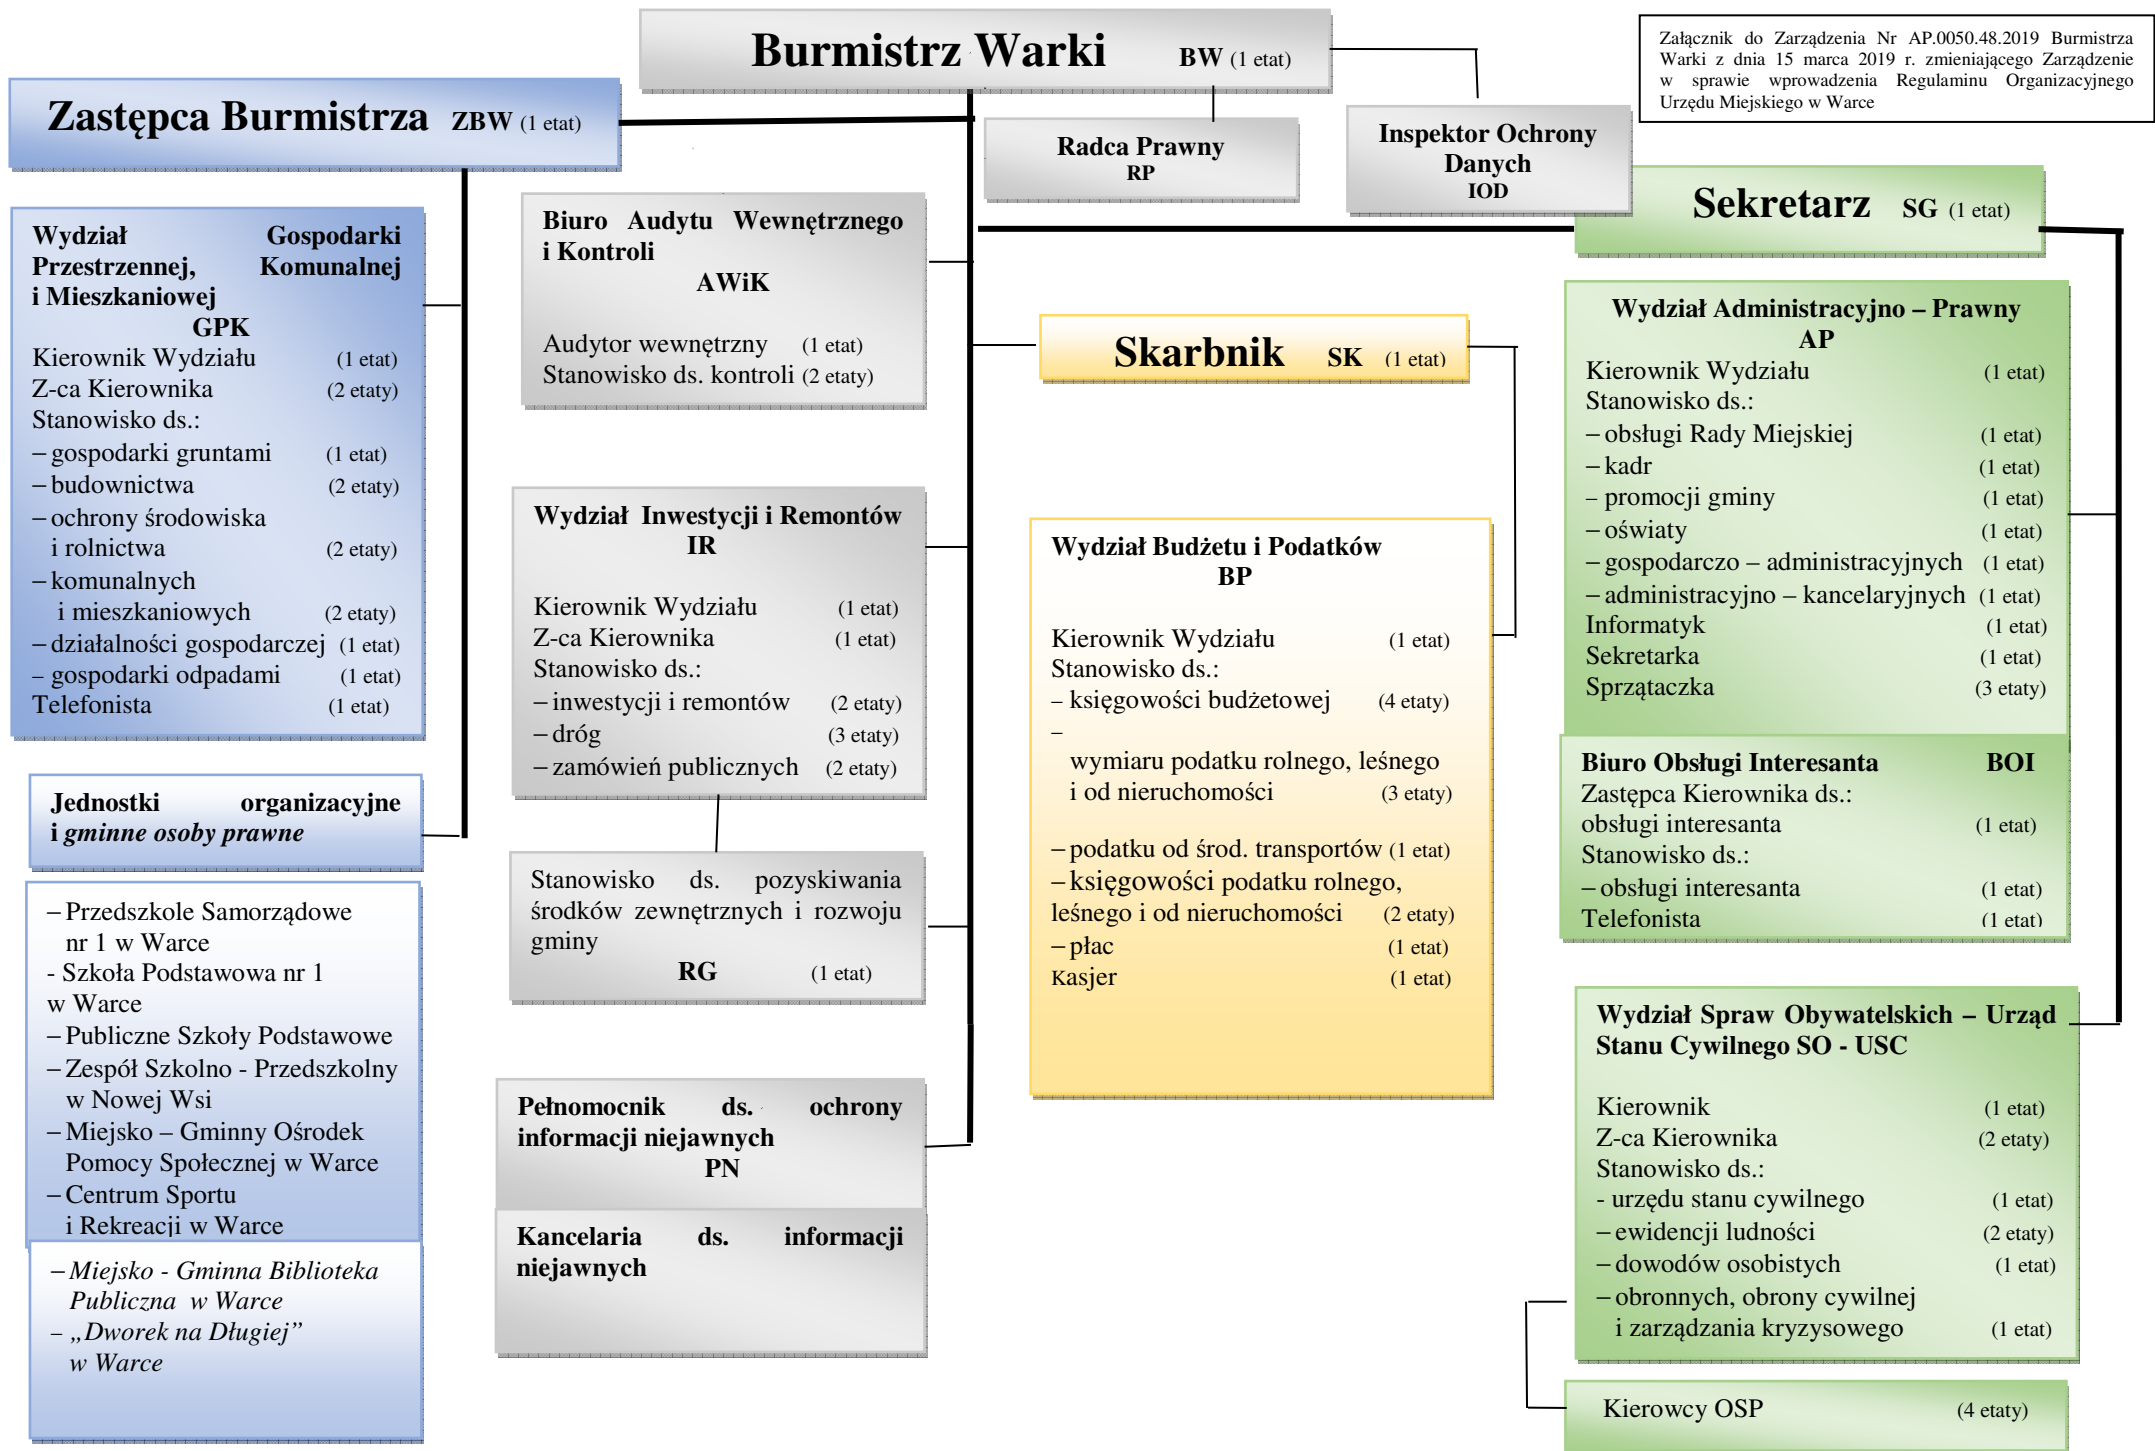 Burmistrz Warki BW (1 etat)
Załącznik do Zarządzenia Nr AP.0050.48.2019 Burmistrza
Warki z dnia 15 marca 2019 r. zmieniającego Zarządzenie
w sprawie wprowadzenia Regulaminu Organizacyjnego
Urzędu Miejskiego w Warce
Zastępca Burmistrza ZBW (1 etat)
Radca Prawny
RP
Inspektor Ochrony
Danych
IOD
Sekretarz SG (1 etat)
Wydział Gospodarki
Przestrzennej, Komunalnej
i Mieszkaniowej
GPK
Kierownik Wydziału (1 etat)
Z-ca Kierownika (2 etaty)
Stanowisko ds.:
– gospodarki gruntami (1 etat)
– budownictwa (2 etaty)
– ochrony środowiska
i rolnictwa (2 etaty)
– komunalnych
i mieszkaniowych (2 etaty)
– działalności gospodarczej (1 etat)
– gospodarki odpadami (1 etat)
Telefonista (1 etat)
Jednostki organizacyjne
i gminne osoby prawne
– Przedszkole Samorządowe
nr 1 w Warce
- Szkoła Podstawowa nr 1
w Warce
– Publiczne Szkoły Podstawowe
– Zespół Szkolno - Przedszkolny
w Nowej Wsi
– Miejsko – Gminny Ośrodek
Pomocy Społecznej w Warce
– Centrum Sportu
i Rekreacji w Warce
– Miejsko - Gminna Biblioteka
Publiczna w Warce
– „Dworek na Długiej”
w Warce
Biuro Audytu Wewnętrznego
i Kontroli
AWiK
Audytor wewnętrzny (1 etat)
Stanowisko ds. kontroli (2 etaty)
Wydział Inwestycji i Remontów
IR
Kierownik Wydziału (1 etat)
Z-ca Kierownika (1 etat)
Stanowisko ds.:
– inwestycji i remontów (2 etaty)
– dróg (3 etaty)
– zamówień publicznych (2 etaty)
Stanowisko ds. pozyskiwania
środków zewnętrznych i rozwoju
gminy
RG (1 etat)
Pełnomocnik ds. ochrony
informacji niejawnych
PN
Kancelaria ds. informacji
niejawnych
Skarbnik SK (1 etat)
Wydział Budżetu i Podatków
BP
Kierownik Wydziału (1 etat)
Stanowisko ds.:
– księgowości budżetowej (4 etaty)
–
wymiaru podatku rolnego, leśnego
i od nieruchomości (3 etaty)
– podatku od środ. transportów (1 etat)
– księgowości podatku rolnego,
leśnego i od nieruchomości (2 etaty)
– płac (1 etat)
Kasjer (1 etat)
Wydział Administracyjno – Prawny
AP
Kierownik Wydziału (1 etat)
Stanowisko ds.:
– obsługi Rady Miejskiej (1 etat)
– kadr (1 etat)
– promocji gminy (1 etat)
– oświaty (1 etat)
– gospodarczo – administracyjnych (1 etat)
– administracyjno – kancelaryjnych (1 etat)
Informatyk (1 etat)
Sekretarka (1 etat)
Sprzątaczka (3 etaty)
Biuro Obsługi Interesanta BOI
Zastępca Kierownika ds.:
obsługi interesanta (1 etat)
Stanowisko ds.:
– obsługi interesanta (1 etat)
Telefonista (1 etat)
Wydział Spraw Obywatelskich – Urząd
Stanu Cywilnego SO - USC
Kierownik (1 etat)
Z-ca Kierownika (2 etaty)
Stanowisko ds.:
- urzędu stanu cywilnego (1 etat)
– ewidencji ludności (2 etaty)
– dowodów osobistych (1 etat)
– obronnych, obrony cywilnej
i zarządzania kryzysowego (1 etat)
Kierowcy OSP (4 etaty)